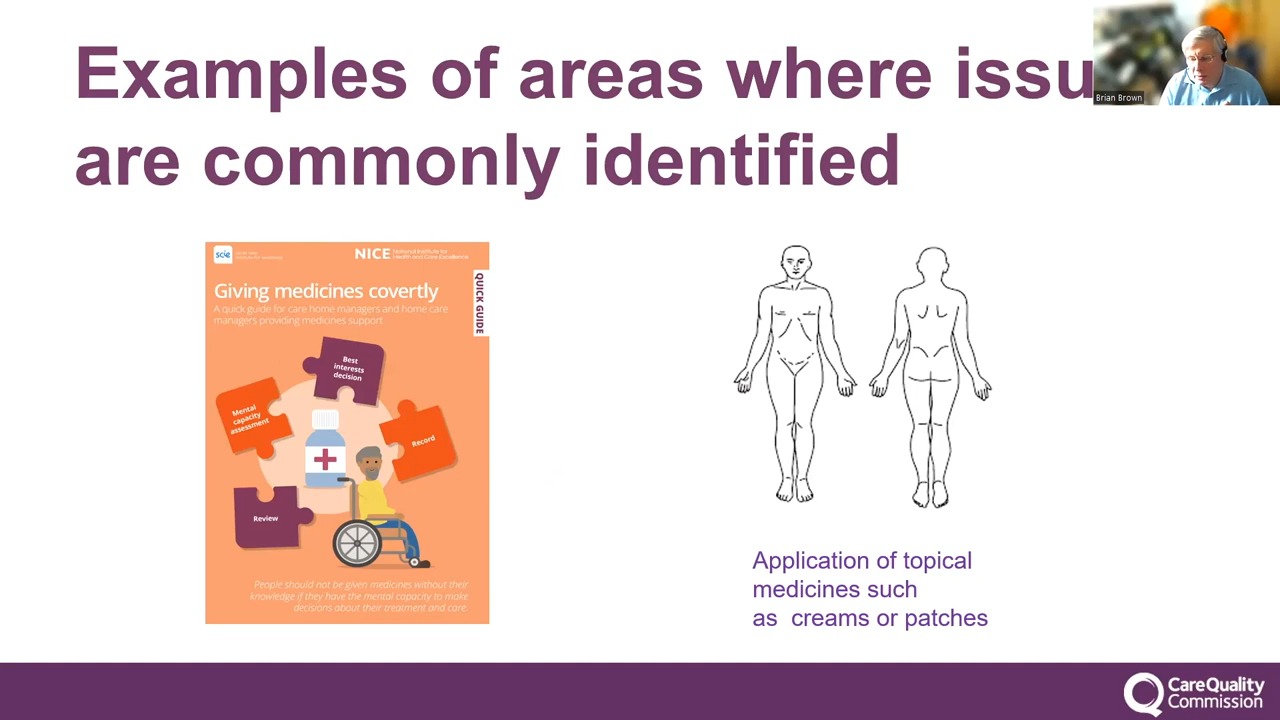 Examples of areas where issu
are commonly identified
Brian Brown
scie
NICE National Institute for
Health and Care Excellence
QUICK GUIDE
Giving medicines covertly
A quick guide for care home managers and home care
managers providing medicines support
Best
interests
decision
Mental
capacity
assessment
Record
Review
People should not be given medicines without their
knowledge if they have the mental capacity to make
decisions about their treatment and care.
Application of topical
medicines such
as creams or patches
CareQuality
Commission